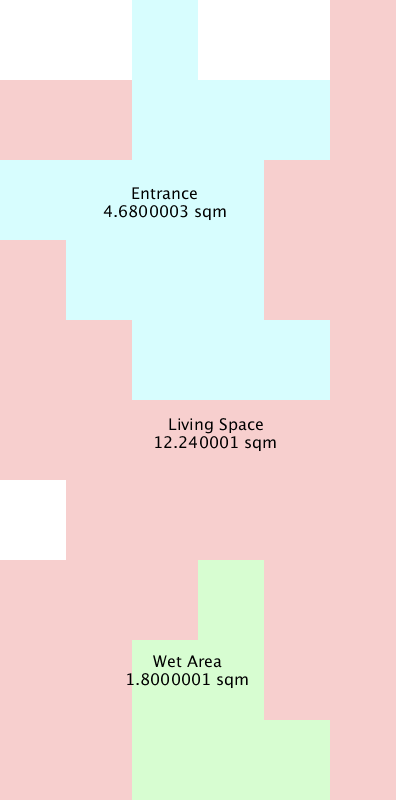 Entrance
4.6800003 sqm
Living Space
12.240001 sqm
Wet Area
1.8000001 sqm